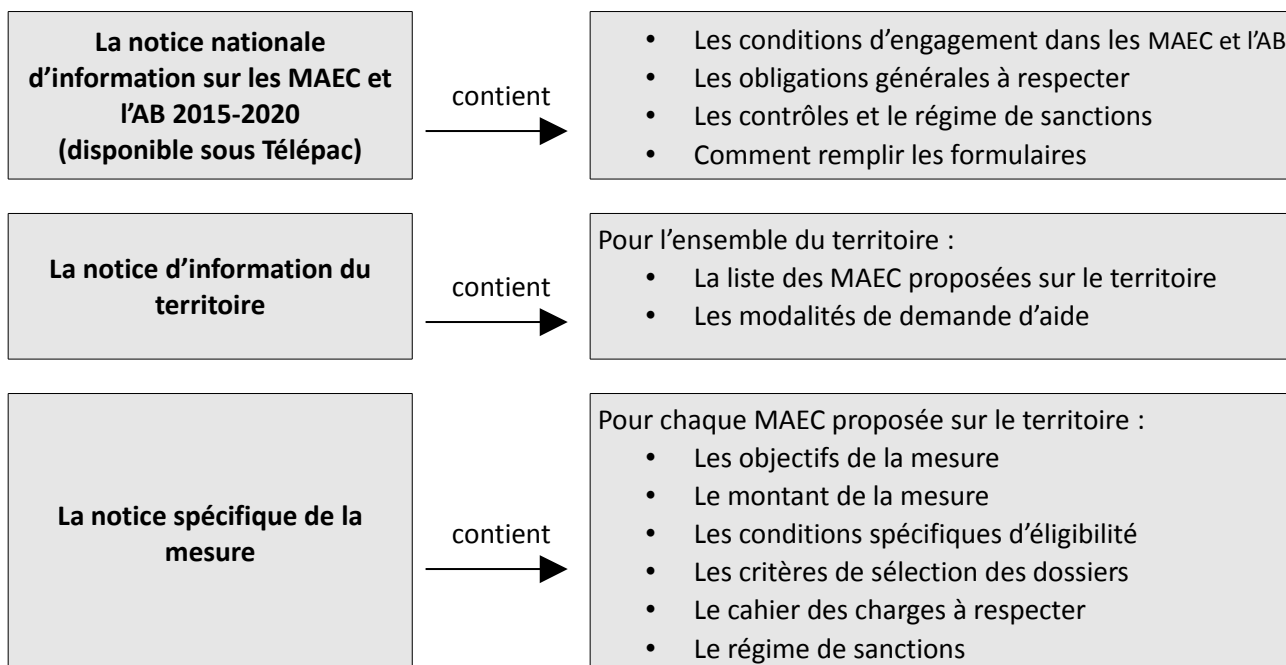 La notice nationale
d'information sur les MAEC et
l'AB 2015-2020
(disponible sous Télépac)
contient
• Les conditions d'engagement dans les MAEC et l'AB
• Les obligations générales à respecter
• Les contrôles et le régime de sanctions
• Comment remplir les formulaires
La notice d'information du
territoire
contient
Pour l'ensemble du territoire :
• La liste des MAEC proposées sur le territoire
• Les modalités de demande d'aide
La notice spécifique de la
mesure
contient
Pour chaque MAEC proposée sur le territoire :
• Les objectifs de la mesure
• Le montant de la mesure
• Les conditions spécifiques d'éligibilité
• Les critères de sélection des dossiers
• Le cahier des charges à respecter
• Le régime de sanctions